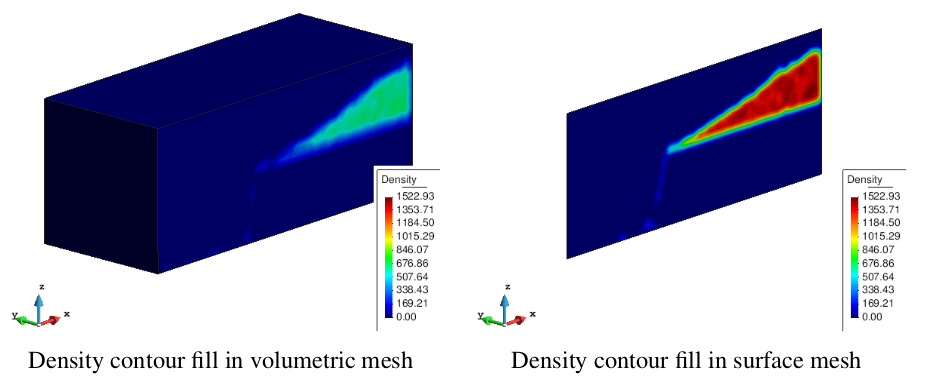 Density
1522.93
1353.71
1184.50
1015.29
846.07
676.86
507.64
338.43
169.21
0.00
z
y
x
Density contour fill in volumetric mesh
Density
1522.93
1353.71
1184.50
1015.29
846.07
676.86
507.64
338.43
169.21
0.00
z
y
x
Density contour fill in surface mesh